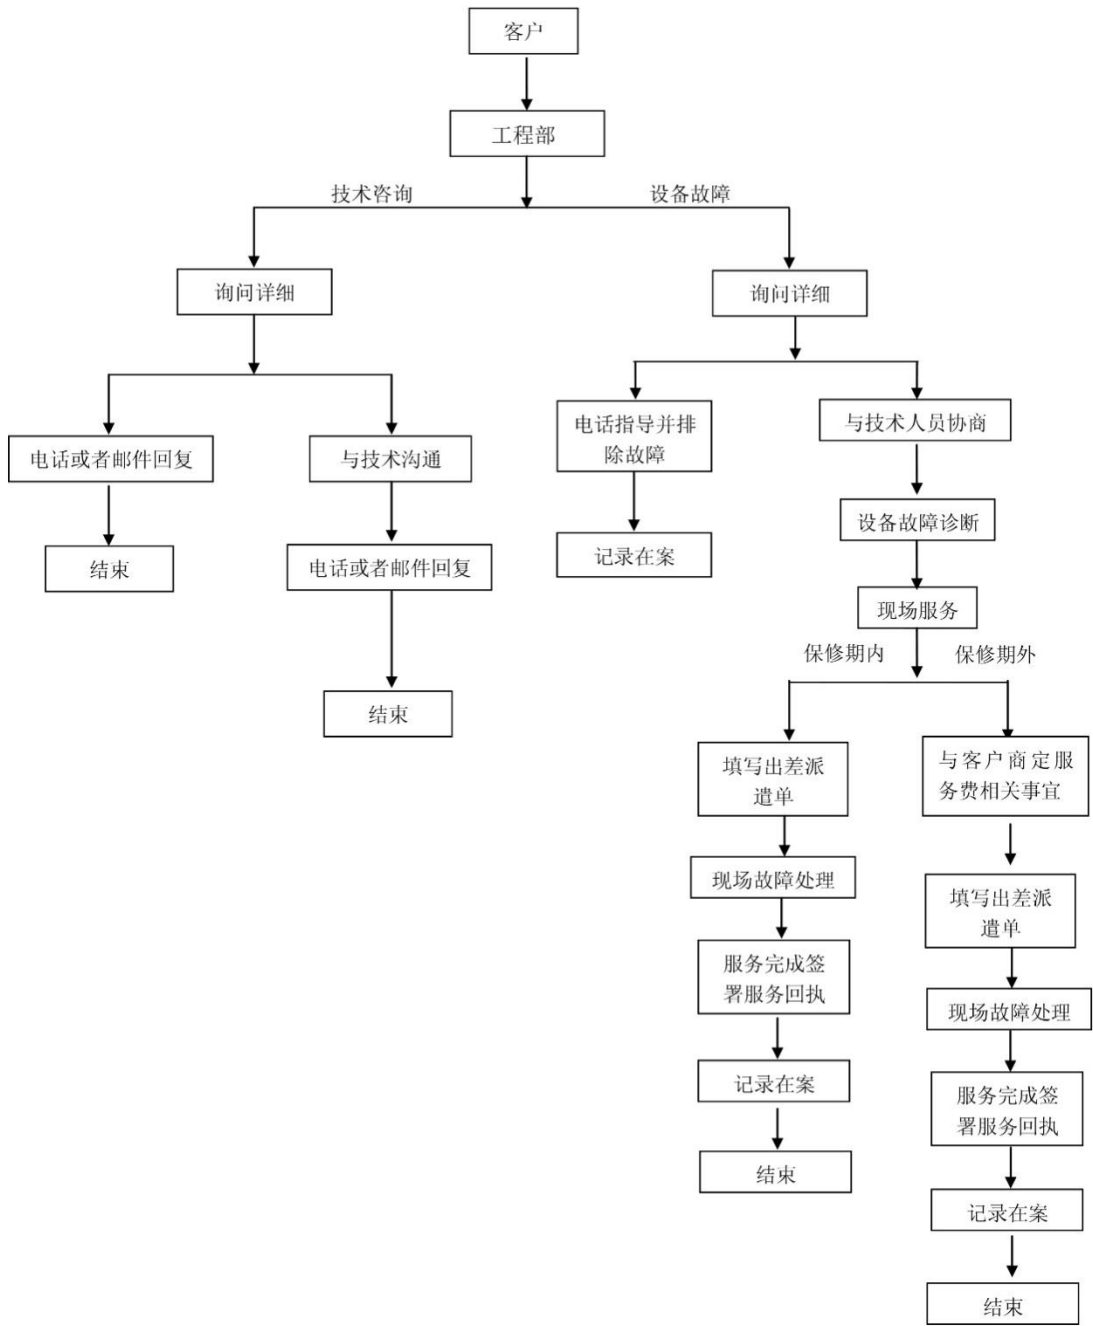 客户
工程部
技术咨询
设备故障
询问详细
询问详细
电话或者邮件回复
与技术沟通
电话指导并排
除故障
与技术人员协商
结束
电话或者邮件回复
记录在案
设备故障诊断
现场服务
保修期内
保修期外
结束
填写出差派
遣单
与客户商定服
务费相关事宜
现场故障处理
填写出差派
遣单
服务完成签
署服务回执
现场故障处理
记录在案
服务完成签
署服务回执
结束
记录在案
结束